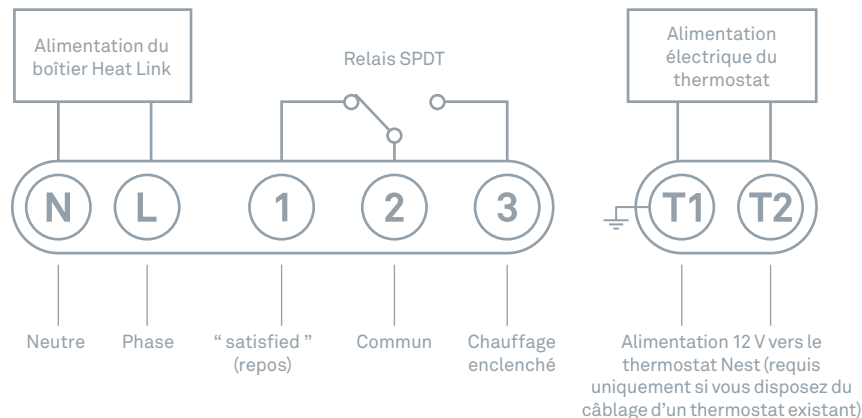 Alimentation du
boîtier Heat Link
Relais SPDT
Alimentation
électrique du
thermostat
N
L
1
2
3
T1
T2
Neutre
Phase
“ satisfied ”
(repos)
Commun
Chauffage
enclenché
Alimentation 12 V vers le
thermostat Nest (requis
uniquement si vous disposez du
câblage d’un thermostat existant)